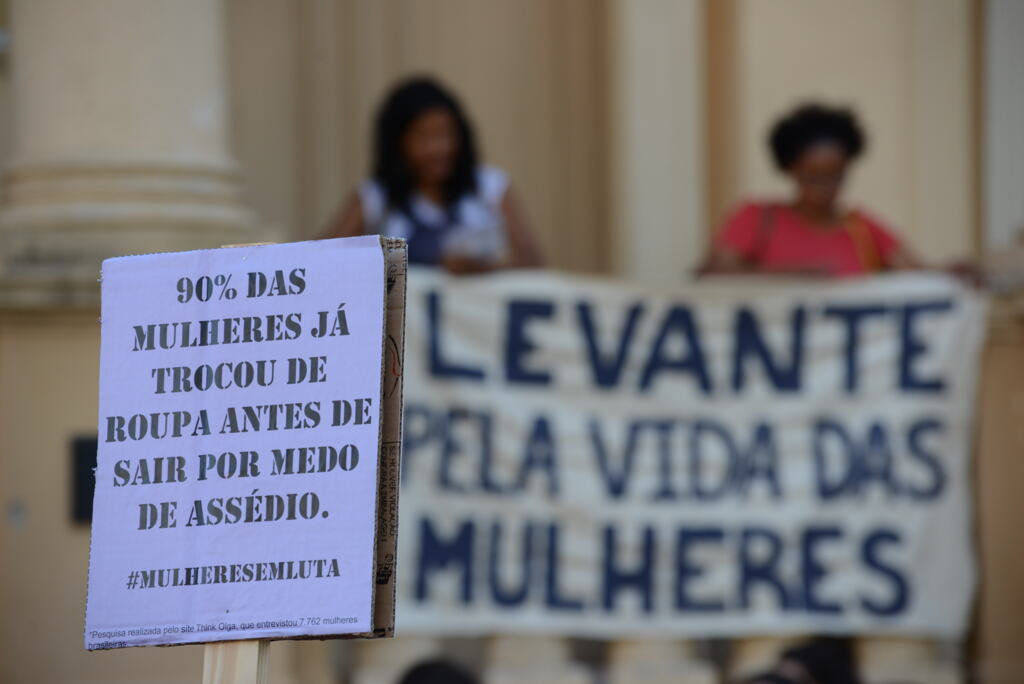 90% DAS
MULHERES JÁ
TROCOU DE
ROUPA ANTES DE
SAIR POR MEDO
DE ASSÉDIO.
#MULHERESEMLUTA
*Pesquisa realizada pelo site Think Olga, que entrevistou 7.762 mulheres
brasileiras.
LEVANTE
PELA VIDA DAS
MULHERES